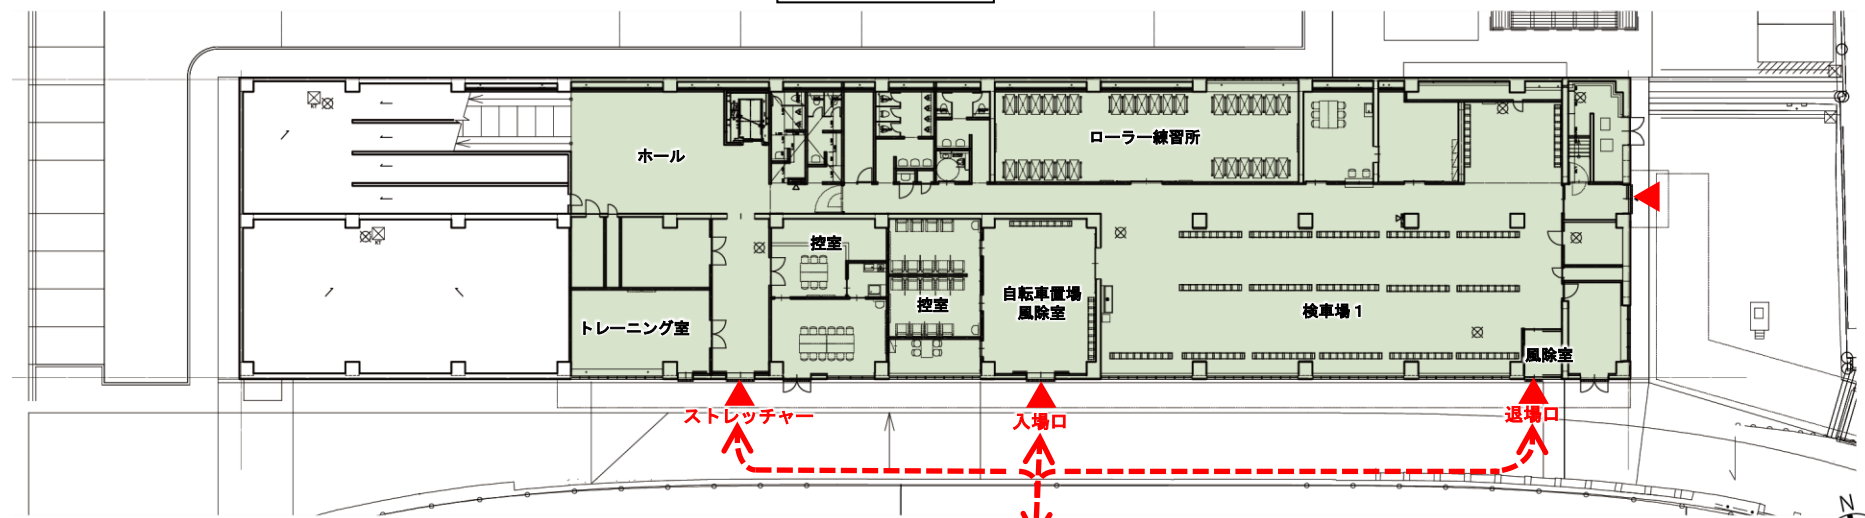 ローラー練習所
ホール
控室
自転車置場
風除室
控室
検車場1
トレーニング室
風除室
ストレッチャー
入場口
退場口
N